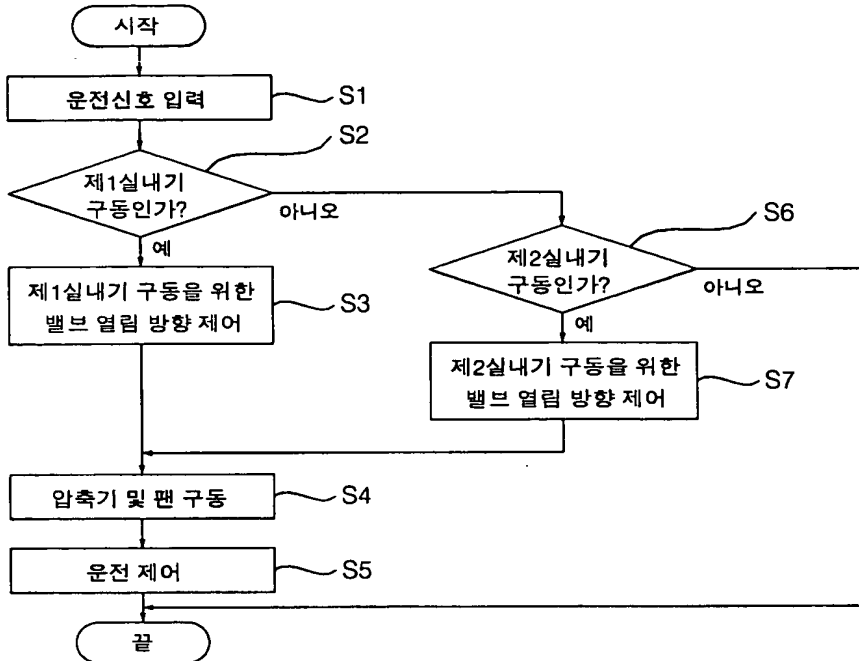 시작
운전신호 입력
S1
S2
제1실내기
구동인가?
아니오
예
S6
제2실내기
구동인가?
아니오
예
제1실내기 구동을 위한
밸브 열림 방향 제어
S3
제2실내기 구동을 위한
밸브 열림 방향 제어
S7
압축기 및 팬 구동
S4
운전 제어
S5
끝